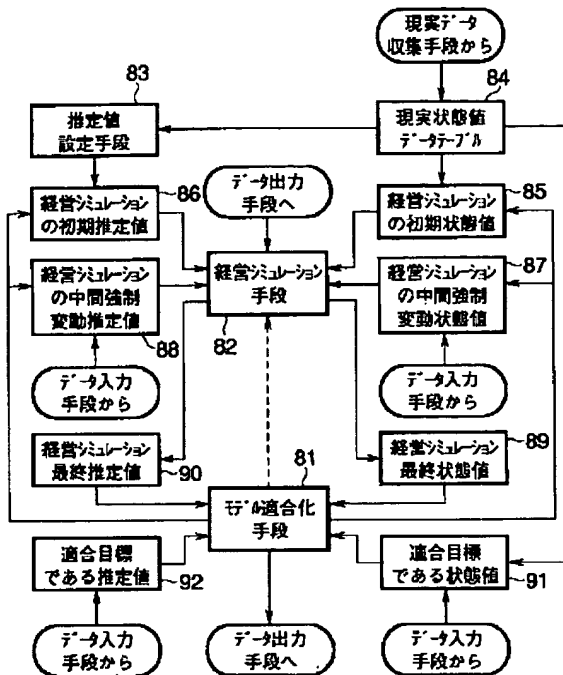 現実データ
収集手段から
83
84
推定値
設定手段
現実状態値
データテーブル
86
データ出力
手段へ
85
経営シミュレーション
の初期推定値
経営シミュレーション
の初期状態値
経営シミュレーション
の中間強制
変動推定値
88
経営シミュレーション
手段
82
87
経営シミュレーション
の中間強制
変動状態値
データ入力
手段から
データ入力
手段から
経営シミュレーション
最終推定値
90
81
モデル適合化
手段
89
経営シミュレーション
最終状態値
適合目標
である推定値
92
適合目標
である状態値
91
データ入力
手段から
データ出力
手段へ
データ入力
手段から